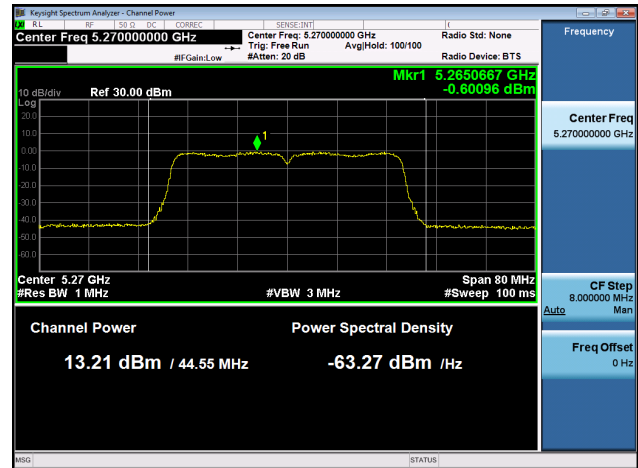 Keysight Spectrum Analyzer - Channel Power
RL RF 50 Ω DC CORREC SENSE:INT
Center Freq 5.270000000 GHz
#IFGain:Low
Center Freq: 5.270000000 GHz
Trig: Free Run Avg|Hold: 100/100
#Atten: 20 dB
Radio Std: None
Radio Device: BTS
Mkr1 5.2650667 GHz
-0.60096 dBm
10 dB/div Ref 30.00 dBm
Log
20.0
10.0
0.00
-10.0
-20.0
-30.0
-40.0
-50.0
-60.0
1
Center 5.27 GHz Span 80 MHz
#Res BW 1 MHz #VBW 3 MHz #Sweep 100 ms
Channel Power Power Spectral Density
13.21 dBm / 44.55 MHz -63.27 dBm /Hz
MSG STATUS
Frequency
Center Freq
5.270000000 GHz
CF Step
8.000000 MHz
Auto Man
Freq Offset
0 Hz